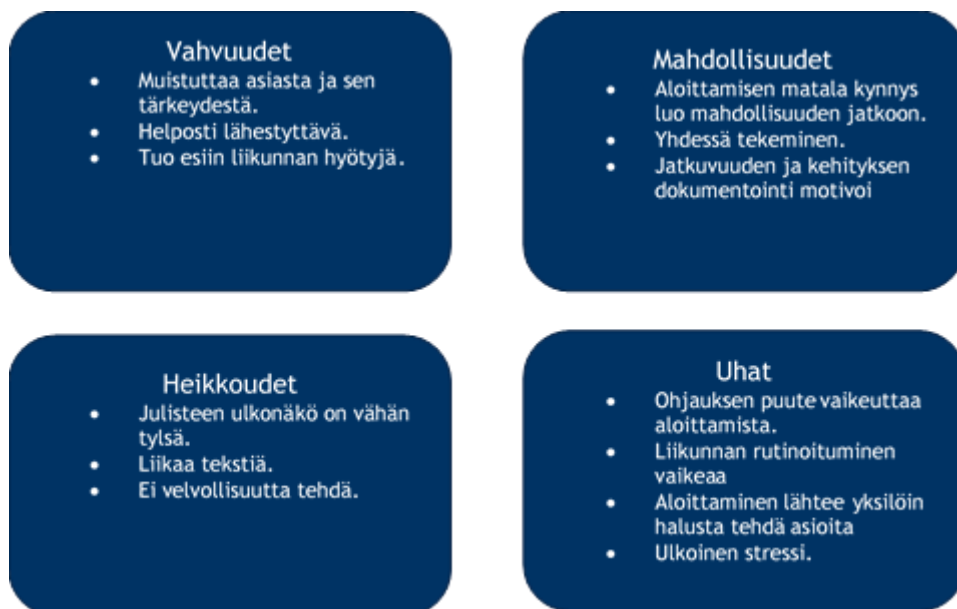 Vahvuudet
• Muistuttaa asiasta ja sen
tärkeydestä.
• Helposti lähestyttävä.
• Tuo esiin liikunnan hyötyjä.
Mahdollisuudet
• Aloittamisen matala kynnys
luo mahdollisuuden jatkoon.
• Yhdessä tekeminen.
• Jatkuvuuden ja kehityksen
dokumentointi motivoi
Heikkoudet
• Julisteen ulkonäkö on vähän
tylsä.
• Liikaa tekstiä.
• Ei velvollisuutta tehdä.
Uhat
• Ohjauksen puute vaikeuttaa
aloittamista.
• Liikunnan rutinoituminen
vaikeaa
• Aloittaminen lähtee yksilöin
halusta tehdä asioita
• Ulkoinen stressi.